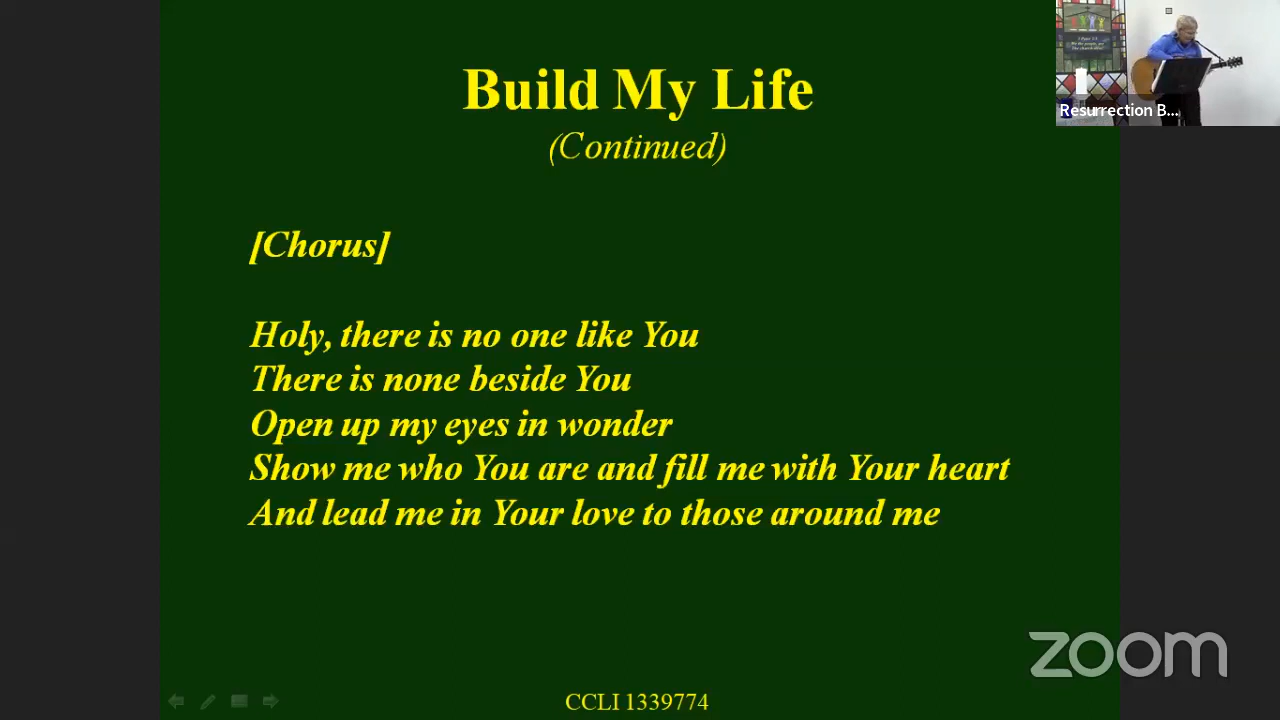 Build My Life
(Continued)
[Chorus]
Holy, there is no one like You
There is none beside You
Open up my eyes in wonder
Show me who You are and fill me with Your heart
And lead me in Your love to those around me
CCLI 1339774
Resurrection B...
zoom